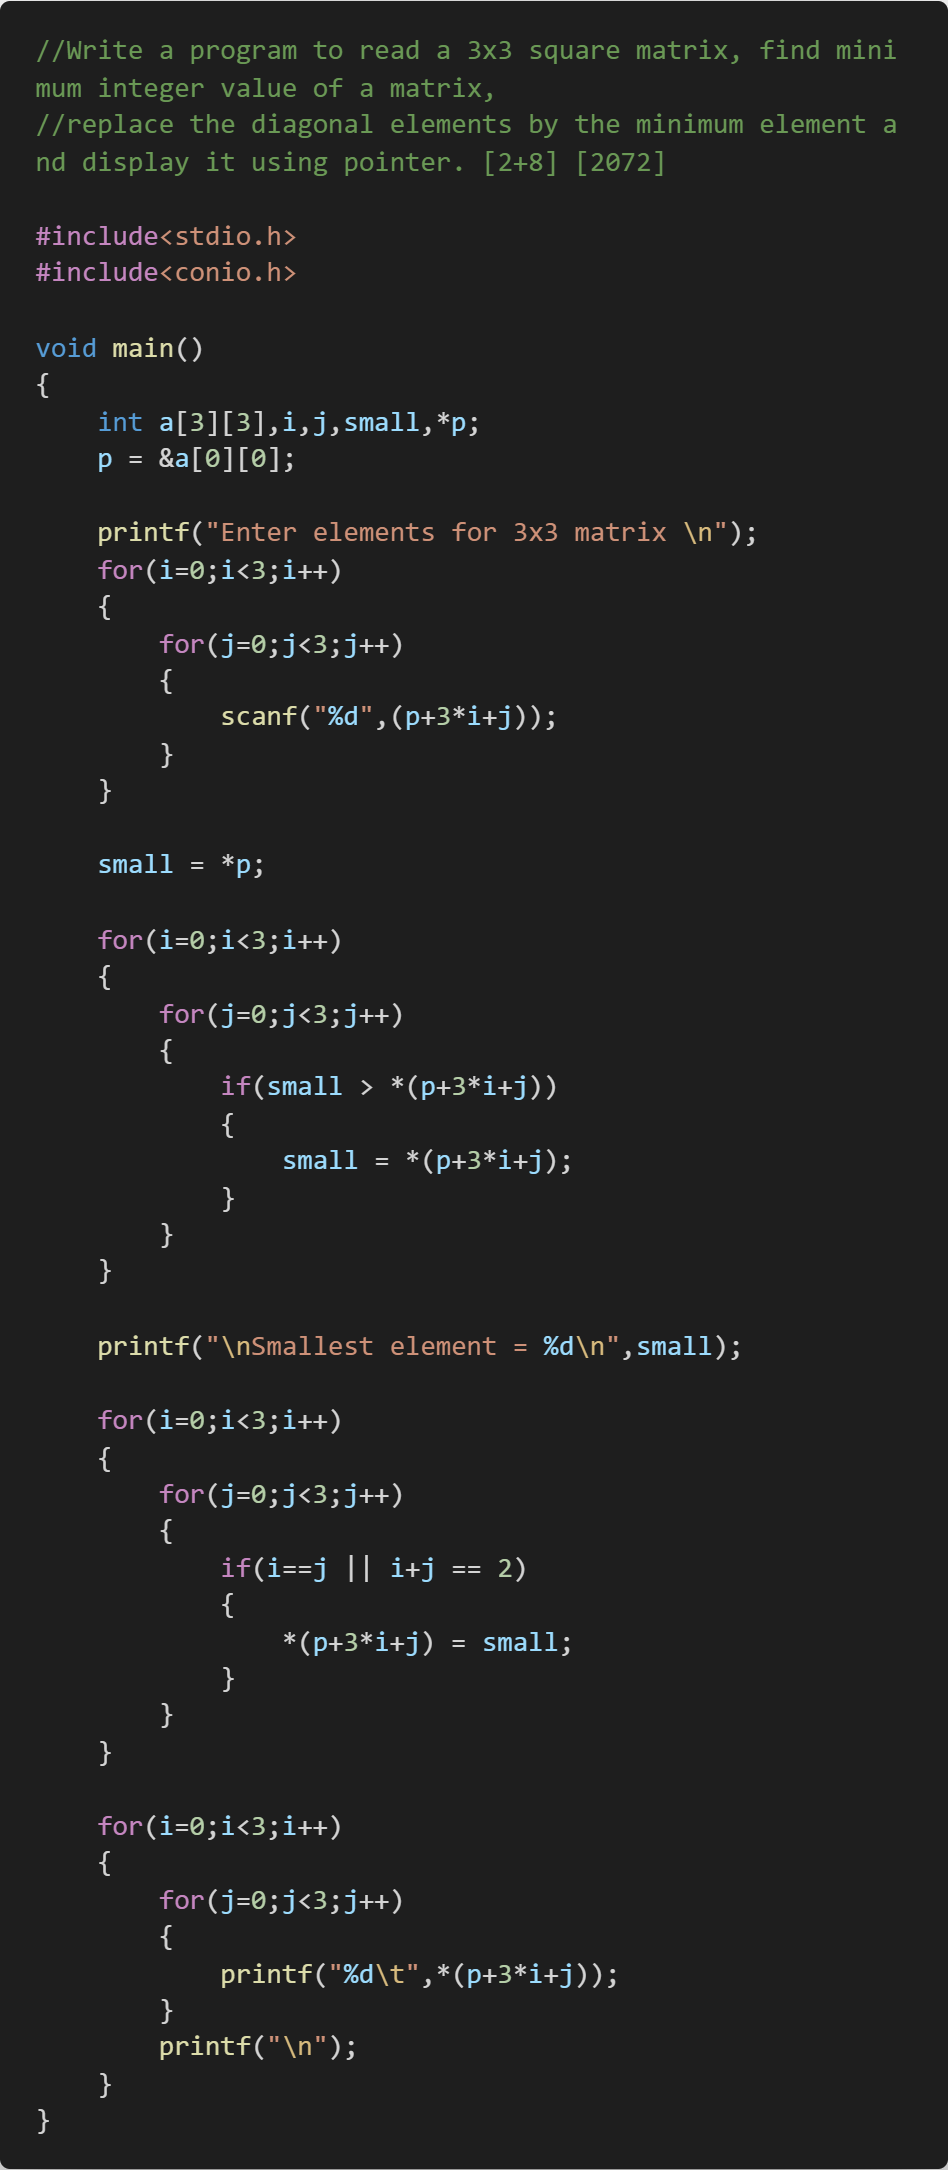 //Write a program to read a 3x3 square matrix, find mini
mum integer value of a matrix,
//replace the diagonal elements by the minimum element a
nd display it using pointer. [2+8] [2072]

#include<stdio.h>
#include<conio.h>

void main()
{
    int a[3][3],i,j,small,*p;
    p = &a[0][0];

    printf("Enter elements for 3x3 matrix \n");
    for(i=0;i<3;i++)
    {
        for(j=0;j<3;j++)
        {
            scanf("%d",(p+3*i+j));
        }
    }

    small = *p;

    for(i=0;i<3;i++)
    {
        for(j=0;j<3;j++)
        {
            if(small > *(p+3*i+j))
            {
                small = *(p+3*i+j);
            }
        }
    }

    printf("\nSmallest element = %d\n",small);

    for(i=0;i<3;i++)
    {
        for(j=0;j<3;j++)
        {
            if(i==j || i+j == 2)
            {
                *(p+3*i+j) = small;
            }
        }
    }

    for(i=0;i<3;i++)
    {
        for(j=0;j<3;j++)
        {
            printf("%d\t",*(p+3*i+j));
        }
        printf("\n");
    }
}